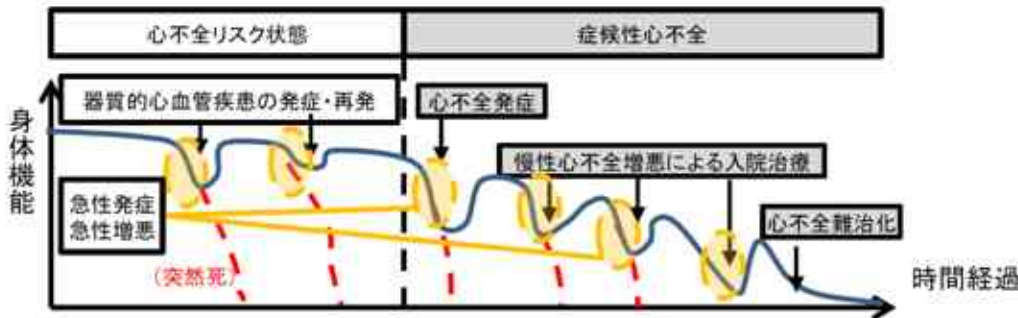 心不全リスク状態
症候性心不全
器質的心血管疾患の発症・再発
心不全発症
身体機能
慢性心不全増悪による入院治療
急性発症
急性増悪
心不全難治化
(突然死)
時間経過